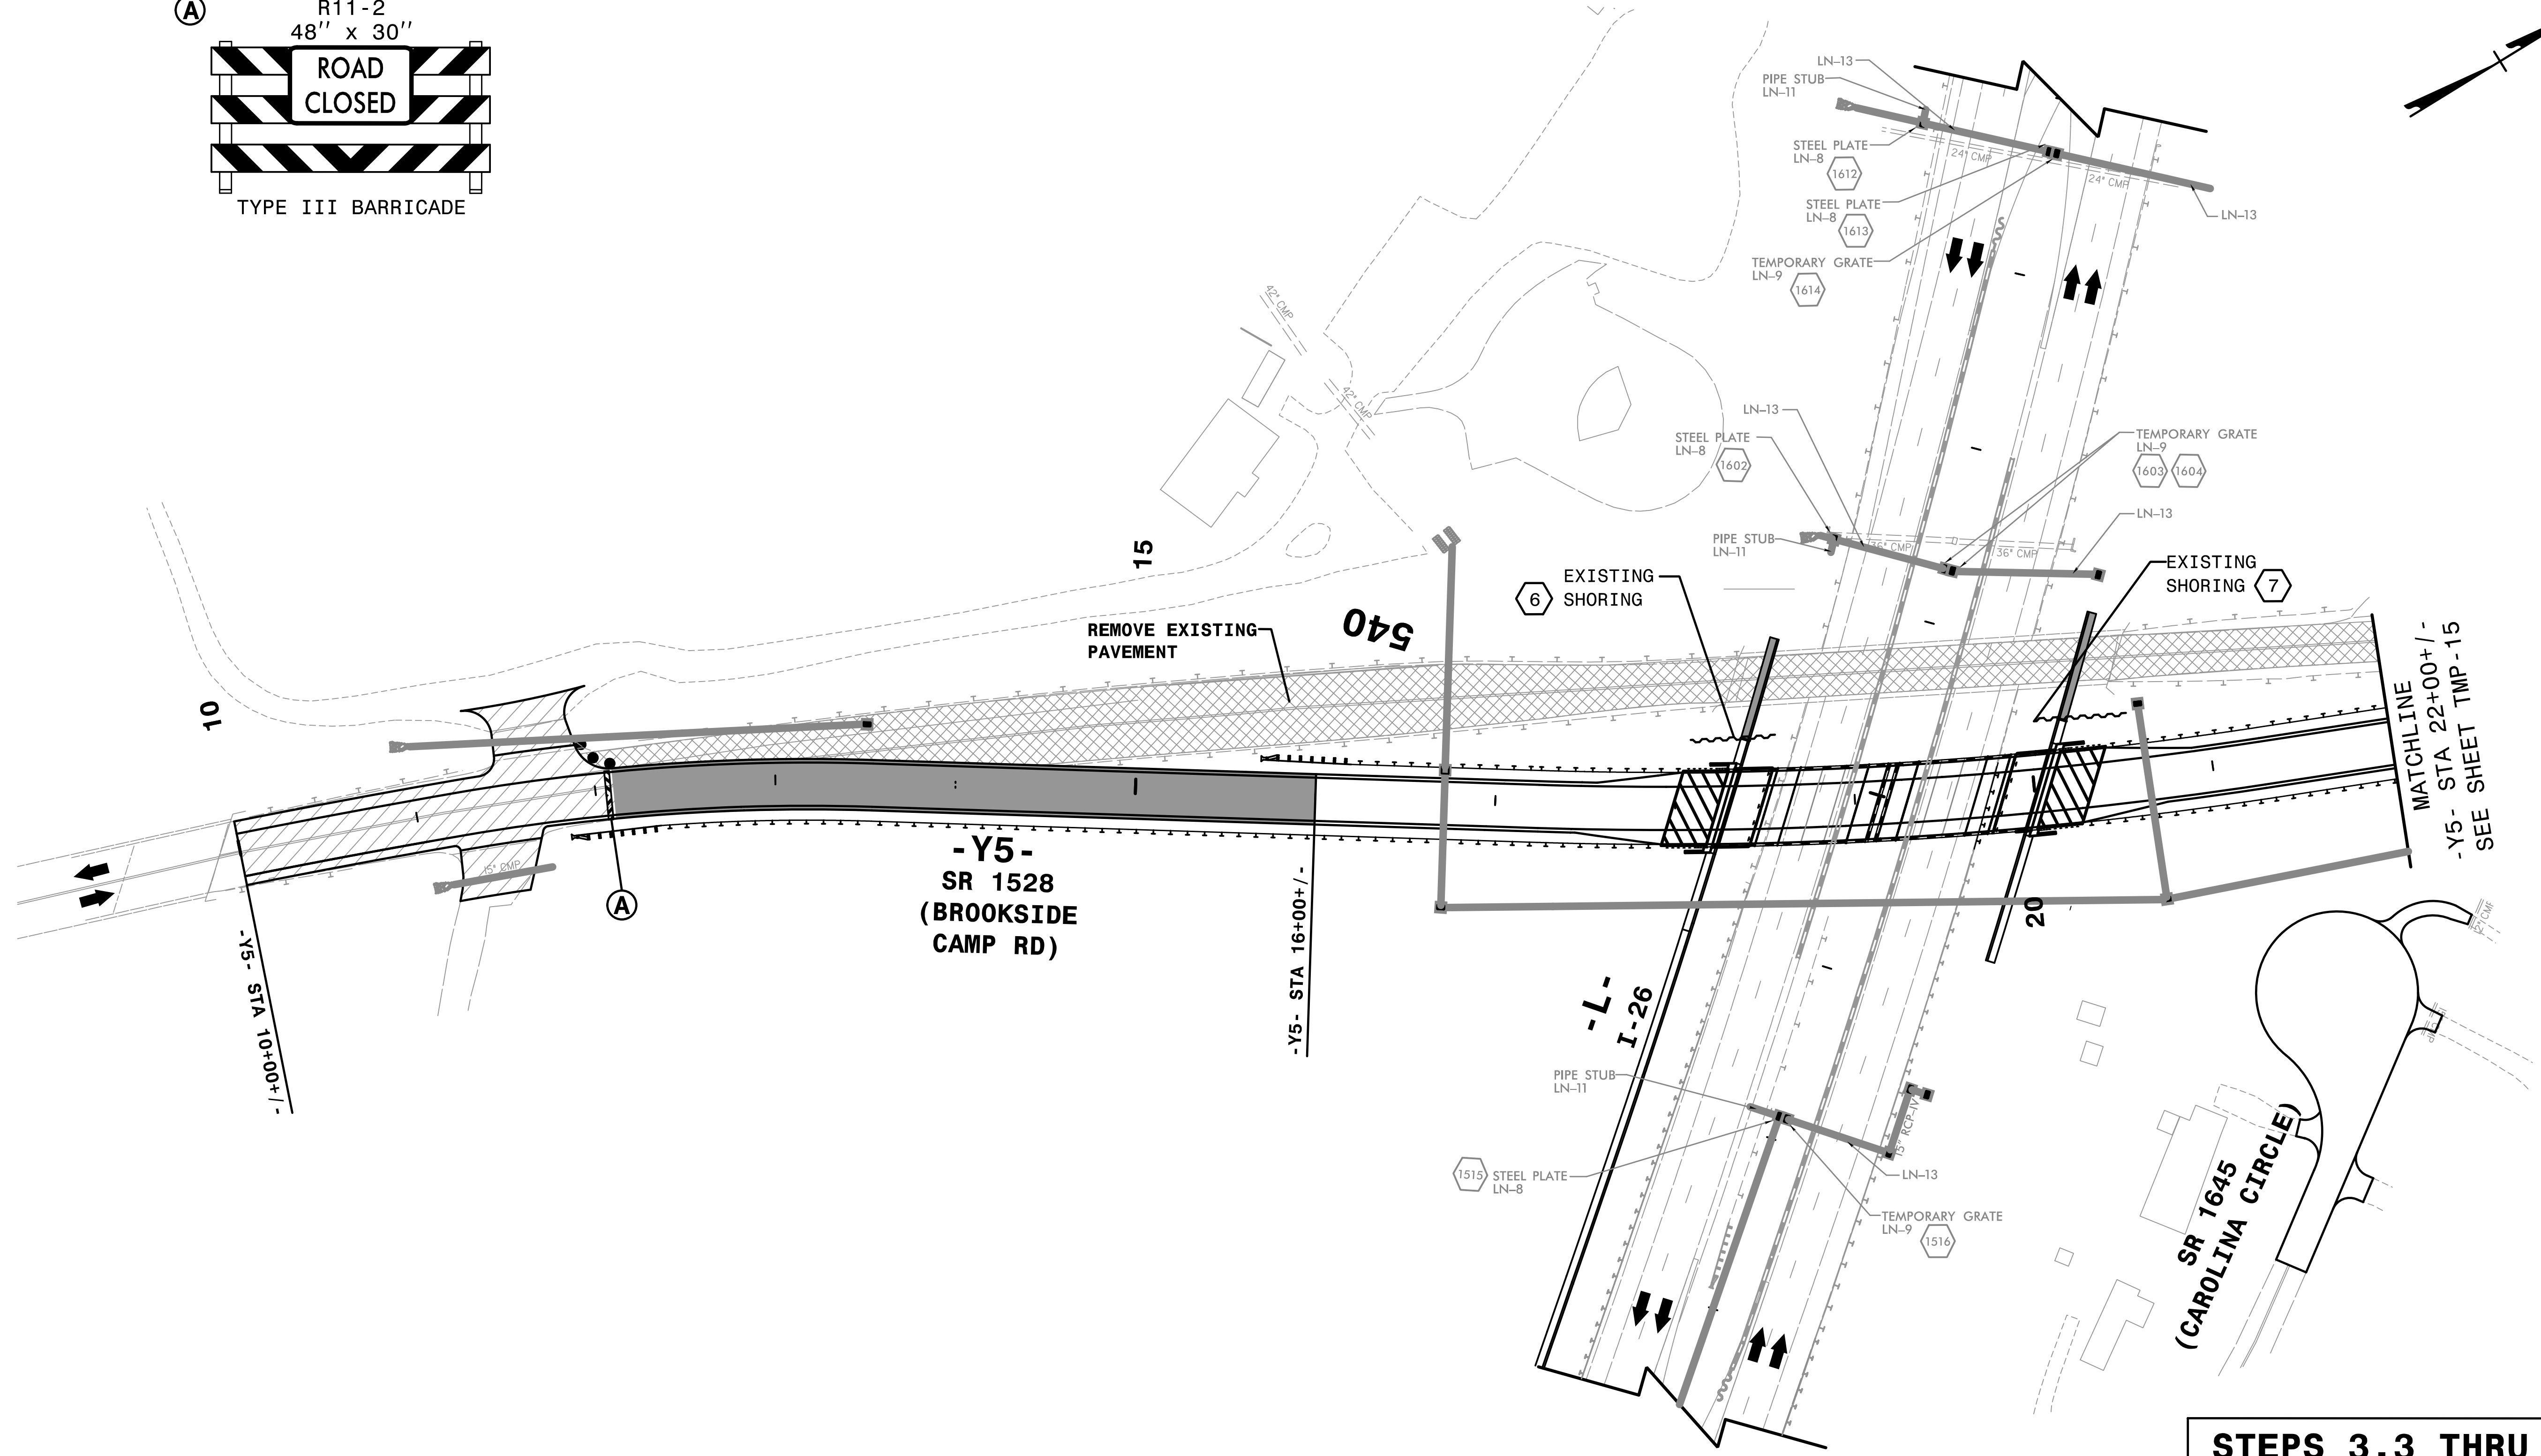 A
R11-2
48" x 30"
ROAD
CLOSED
TYPE III BARRICADE
LN-13
PIPE STUB
LN-11
STEEL PLATE
LN-8
1612
24" CMP
24" CMP
STEEL PLATE
LN-8
1613
LN-13
TEMPORARY GRATE
LN-9
1614
42" CMP
42" CMP
LN-13
STEEL PLATE
LN-8
1602
TEMPORARY GRATE
LN-9
1603
1604
LN-13
PIPE STUB
LN-11
36" CMP
36" CMP
15
EXISTING
SHORING
6
EXISTING
SHORING
7
540
REMOVE EXISTING
PAVEMENT
10
MATCHLINE
-Y5- STA 22+00+/-
SEE SHEET TMP-15
15" CMP
A
-Y5-
SR 1528
(BROOKSIDE
CAMP RD)
-Y5- STA 10+00+/-
-Y5- STA 16+00+/-
20
-L-
I-26
PIPE STUB
LN-11
15" RCP-IV
1515
STEEL PLATE
LN-8
LN-13
TEMPORARY GRATE
LN-9
1516
SR 1645
(CAROLINA CIRCLE)
STEPS 3.3 THRU